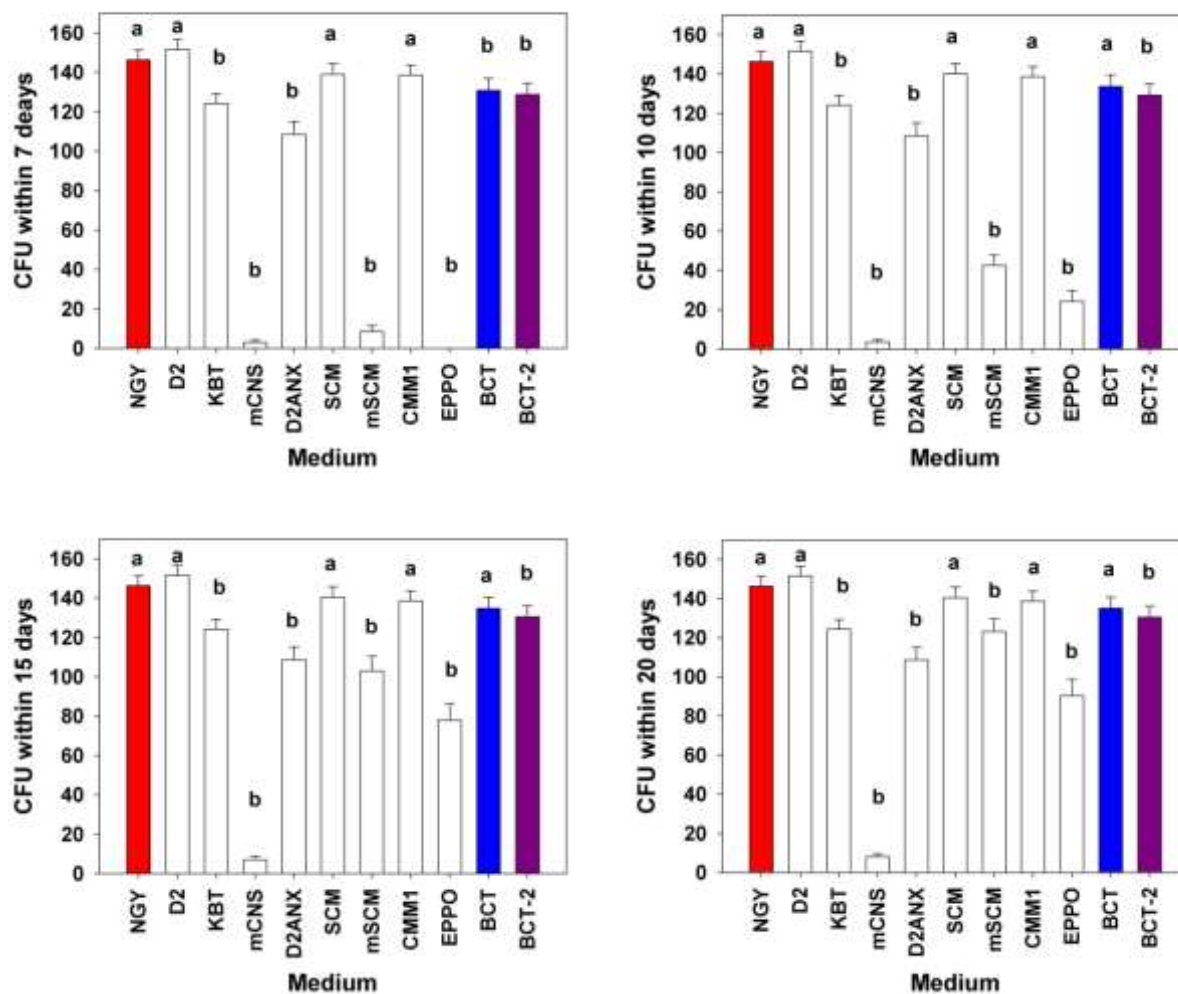 CFU within 7 deays
160
140
120
100
80
60
40
20
0
a a b b b a b a b b b
NGY D2 KBT mCNS D2ANX SCM mSCM CMM1 EPPO BCT BCT-2
Medium
CFU within 10 days
160
140
120
100
80
60
40
20
0
a a b b b a b a b a b
NGY D2 KBT mCNS D2ANX SCM mSCM CMM1 EPPO BCT BCT-2
Medium
CFU within 15 days
160
140
120
100
80
60
40
20
0
a a b b b a b a b a b
NGY D2 KBT mCNS D2ANX SCM mSCM CMM1 EPPO BCT BCT-2
Medium
CFU within 20 days
160
140
120
100
80
60
40
20
0
a a b b b a b a b a b
NGY D2 KBT mCNS D2ANX SCM mSCM CMM1 EPPO BCT BCT-2
Medium